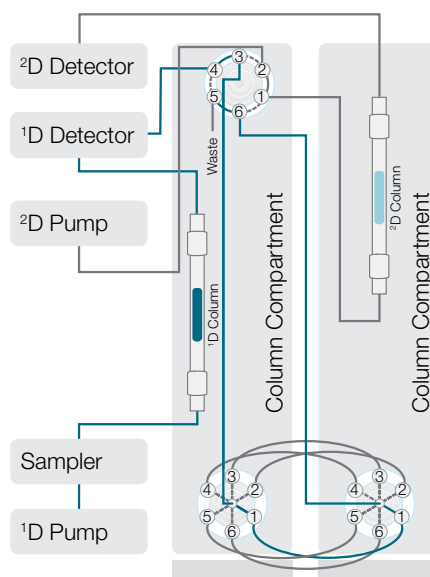 ²D Detector
¹D Detector
²D Pump
Sampler
¹D Pump
3
4
2
5
1
6
Waste
¹D Column
Column Compartment
²D Column
Column Compartment
3
4
2
5
1
6
3
4
2
5
1
6